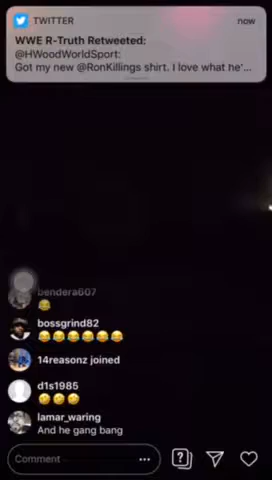 TWITTER now
WWE R-Truth Retweeted:
@HWoodWorldSport:
Got my new @RonKillings shirt. I love what he'...
bendera607
😂
bossgrind82
😂😂😂😂😂😂
14reasonz joined
d1s1985
🤣🤣🤣
lamar_waring
And he gang bang
Comment